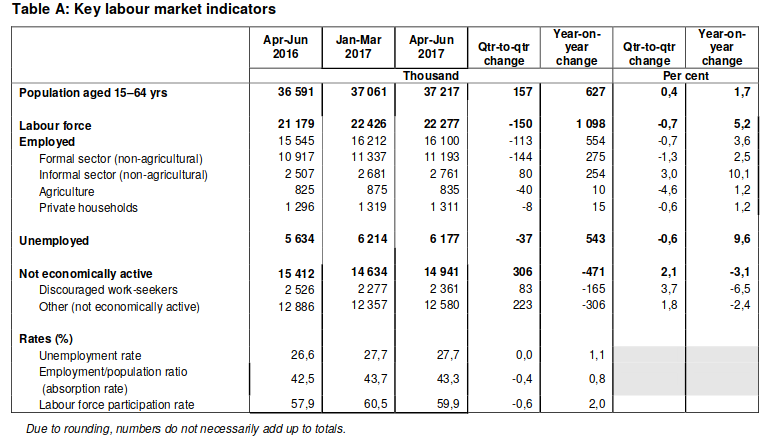 Table A: Key labour market indicators
Apr-Jun 2016 Jan-Mar 2017 Apr-Jun 2017 Qtr-to-qtr change Year-on-year change Qtr-to-qtr change Year-on-year change
Thousand Per cent
Population aged 15–64 yrs 36 591 37 061 37 217 157 627 0,4 1,7
Labour force 21 179 22 426 22 277 -150 1 098 -0,7 5,2
Employed 15 545 16 212 16 100 -113 554 -0,7 3,6
Formal sector (non-agricultural) 10 917 11 337 11 193 -144 275 -1,3 2,5
Informal sector (non-agricultural) 2 507 2 681 2 761 80 254 3,0 10,1
Agriculture 825 875 835 -40 10 -4,6 1,2
Private households 1 296 1 319 1 311 -8 15 -0,6 1,2
Unemployed 5 634 6 214 6 177 -37 543 -0,6 9,6
Not economically active 15 412 14 634 14 941 306 -471 2,1 -3,1
Discouraged work-seekers 2 526 2 277 2 361 83 -165 3,7 -6,5
Other (not economically active) 12 886 12 357 12 580 223 -306 1,8 -2,4
Rates (%)
Unemployment rate 26,6 27,7 27,7 0,0 1,1
Employment/population ratio
(absorption rate) 42,5 43,7 43,3 -0,4 0,8
Labour force participation rate 57,9 60,5 59,9 -0,6 2,0
Due to rounding, numbers do not necessarily add up to totals.